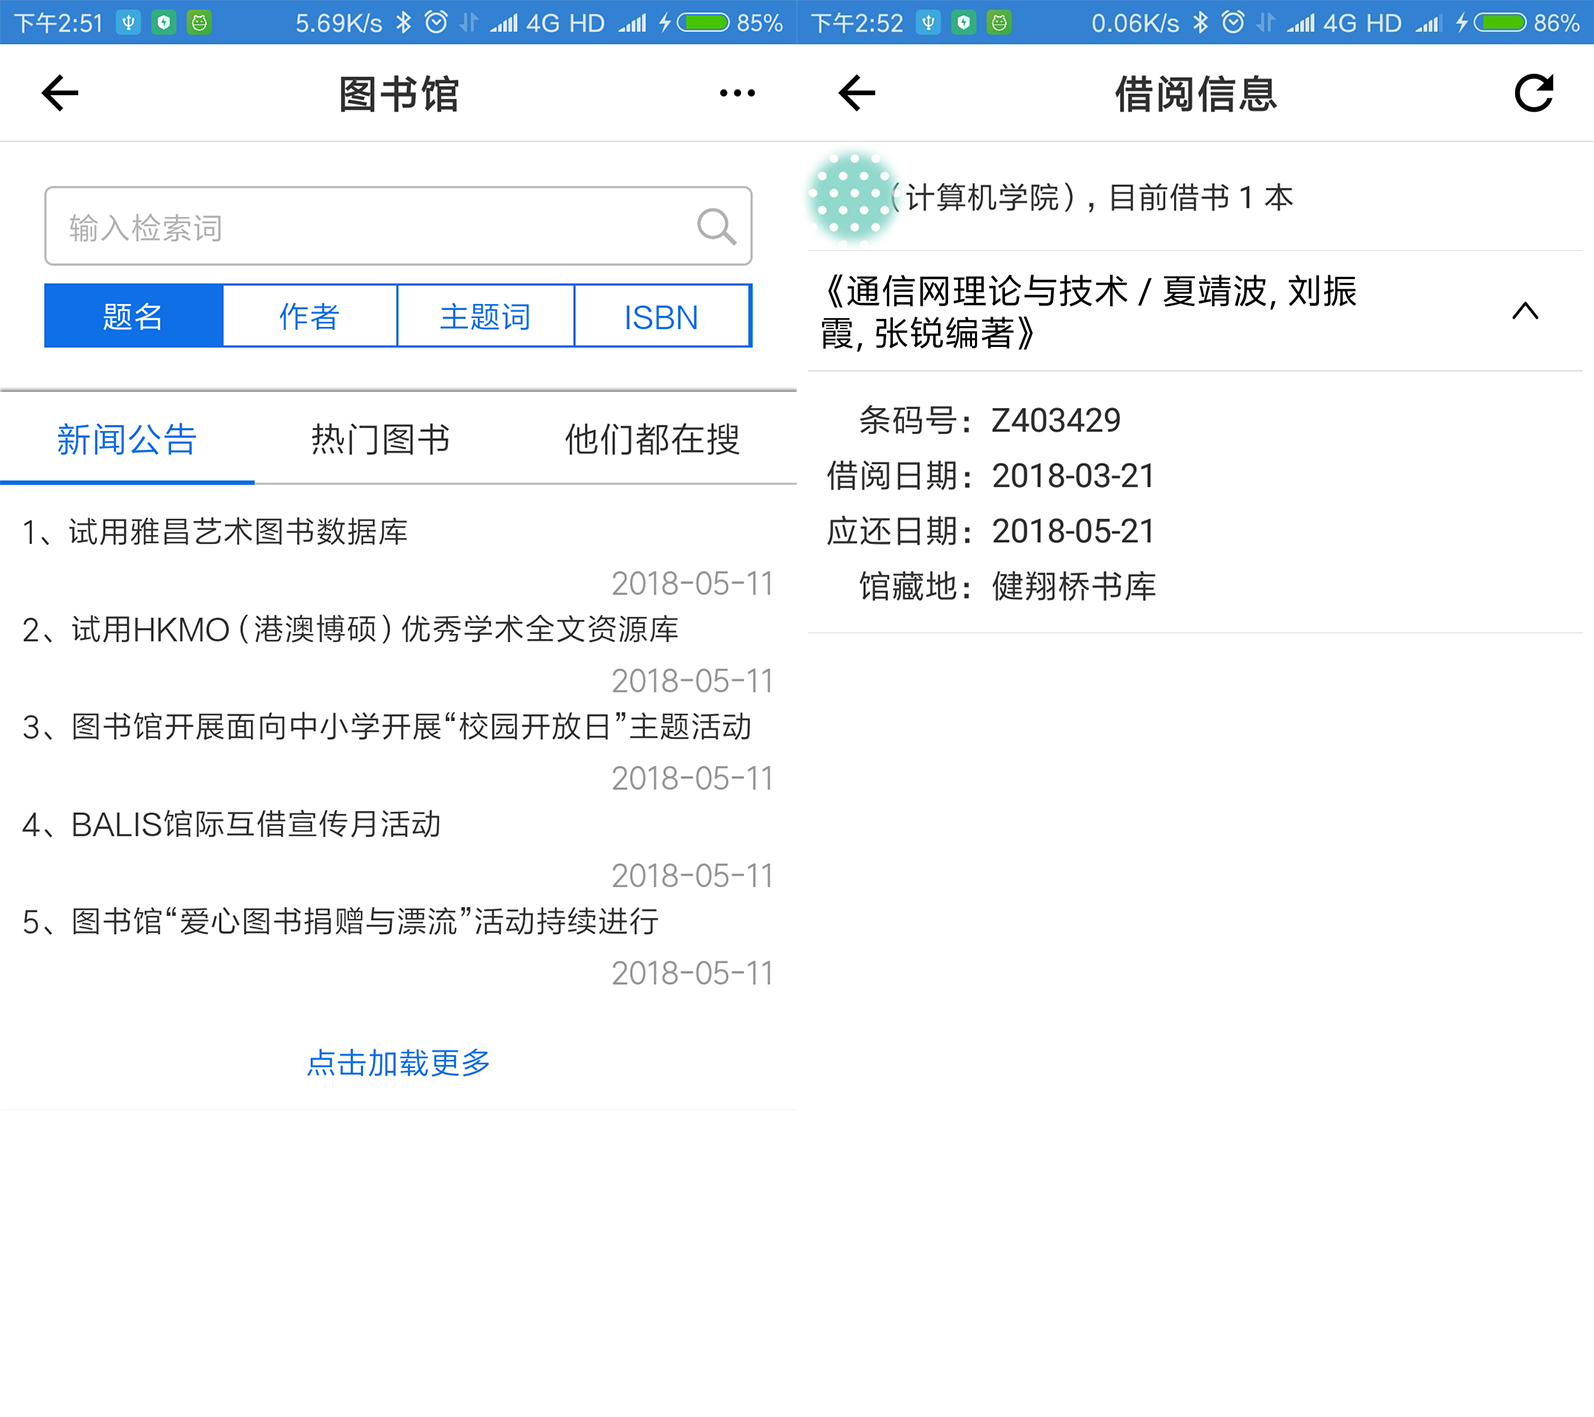 下午2:51 5.69K/s 4G HD 85%
图书馆
输入检索词
题名 作者 主题词 ISBN
新闻公告 热门图书 他们都在搜
1、试用雅昌艺术图书数据库
2018-05-11
2、试用HKMO（港澳博硕）优秀学术全文资源库
2018-05-11
3、图书馆开展面向中小学开展“校园开放日”主题活动
2018-05-11
4、BALIS馆际互借宣传月活动
2018-05-11
5、图书馆“爱心图书捐赠与漂流”活动持续进行
2018-05-11
点击加载更多
下午2:52 0.06K/s 4G HD 86%
借阅信息
（计算机学院），目前借书 1 本
《通信网理论与技术 / 夏靖波, 刘振
霞, 张锐编著》
条码号：Z403429
借阅日期：2018-03-21
应还日期：2018-05-21
馆藏地：健翔桥书库